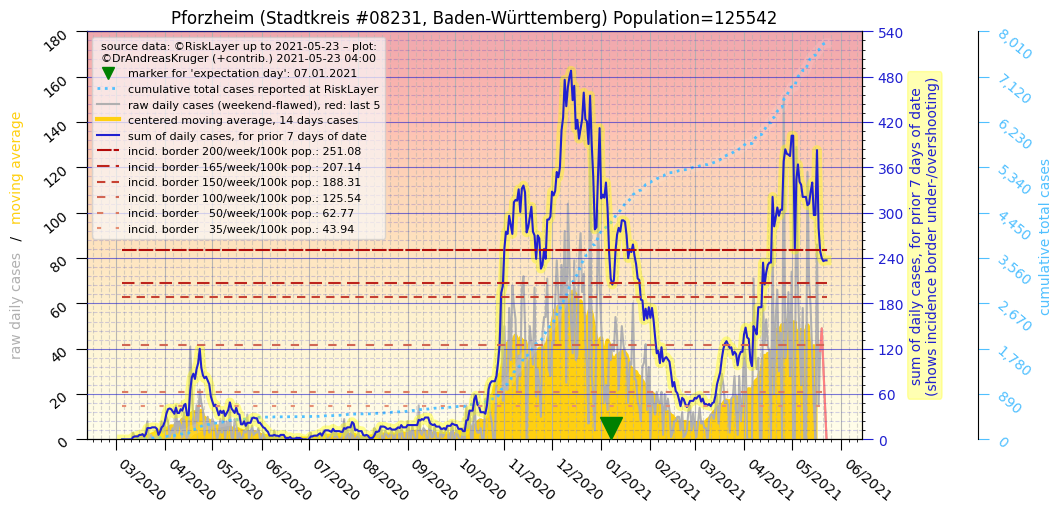 Pforzheim (Stadtkreis #08231, Baden-Württemberg) Population=125542
source data: ©RiskLayer up to 2021-05-23 – plot:
©DrAndreasKruger (+contrib.) 2021-05-23 04:00
marker for 'expectation day': 07.01.2021
cumulative total cases reported at RiskLayer
raw daily cases (weekend-flawed), red: last 5
centered moving average, 14 days cases
sum of daily cases, for prior 7 days of date
incid. border 200/week/100k pop.: 251.08
incid. border 165/week/100k pop.: 207.14
incid. border 150/week/100k pop.: 188.31
incid. border 100/week/100k pop.: 125.54
incid. border   50/week/100k pop.: 62.77
incid. border   35/week/100k pop.: 43.94
raw daily cases / moving average
180
160
140
120
100
80
60
40
20
0
03/2020
04/2020
05/2020
06/2020
07/2020
08/2020
09/2020
10/2020
11/2020
12/2020
01/2021
02/2021
03/2021
04/2021
05/2021
06/2021
540
480
420
360
300
240
180
120
60
0
sum of daily cases, for prior 7 days of date
(shows incidence border under-/overshooting)
8,010
7,120
6,230
5,340
4,450
3,560
2,670
1,780
890
0
cumulative total cases